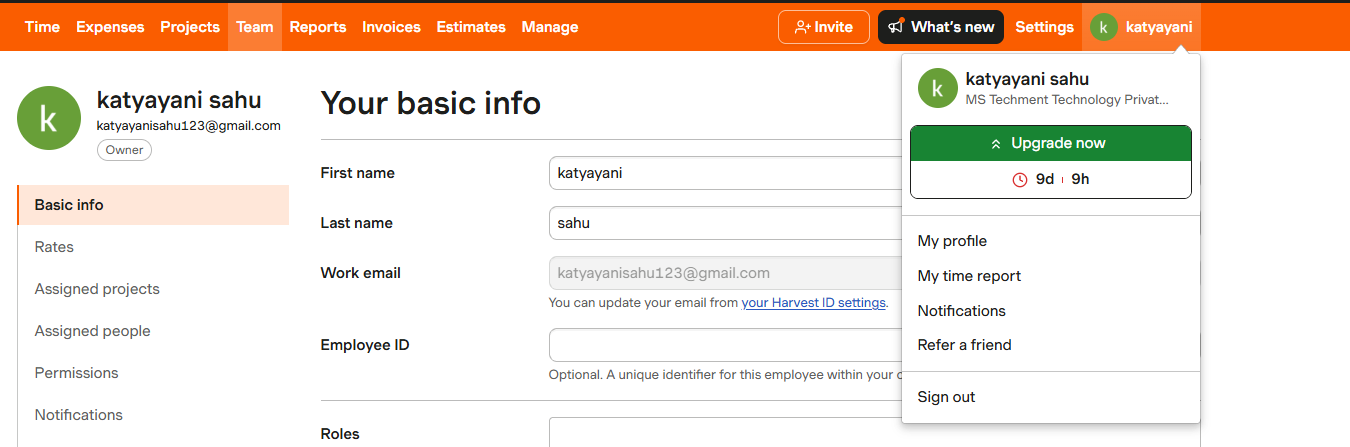 Time Expenses Projects Team Reports Invoices Estimates Manage Invite What's new Settings k katyayani
k katyayani sahu
katyayanisahu123@gmail.com
Owner
Basic info
Rates
Assigned projects
Assigned people
Permissions
Notifications
Your basic info
First name katyayani
Last name sahu
Work email katyayanisahu123@gmail.com
You can update your email from your Harvest ID settings.
Employee ID
Optional. A unique identifier for this employee within your
Roles
k katyayani sahu
MS Techment Technology Privat...
Upgrade now
9d 9h
My profile
My time report
Notifications
Refer a friend
Sign out